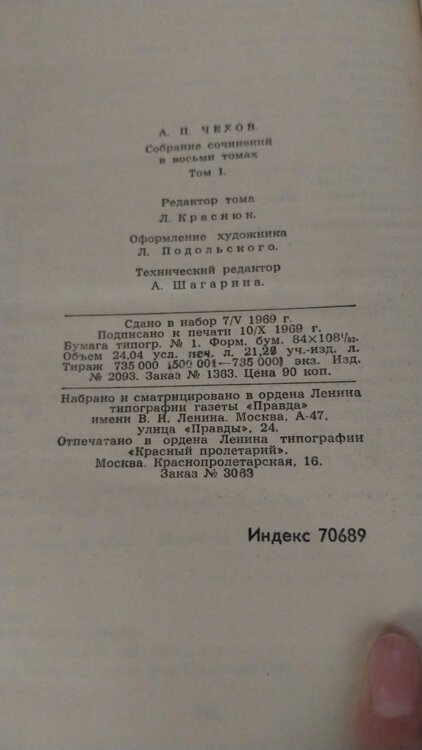 А. П. ЧЕХОВ.
Собрание сочинений
в восьми томах
Том I.
Редактор тома
Л. Краснюк.
Оформление художника
Л. Подольского.
Технический редактор
А. Шагарина.
Сдано в набор 7/V 1969 г.
Подписано к печати 10/X 1969 г.
Бумага типогр. № 1. Форм. бум. 84×108¹/₃₂.
Объем 24,04 усл. печ. л. 21,22 уч.-изд. л.
Тираж 735 000 (500 001—735 000) экз. Изд.
№ 2093. Заказ № 1363. Цена 90 коп.
Набрано и сматрицировано в ордена Ленина
типографии газеты «Правда»
имени В. И. Ленина. Москва, А-47,
улица «Правды», 24.
Отпечатано в ордена Ленина типографии
«Красный пролетарий».
Москва, Краснопролетарская, 16.
Заказ № 3083
Индекс 70689